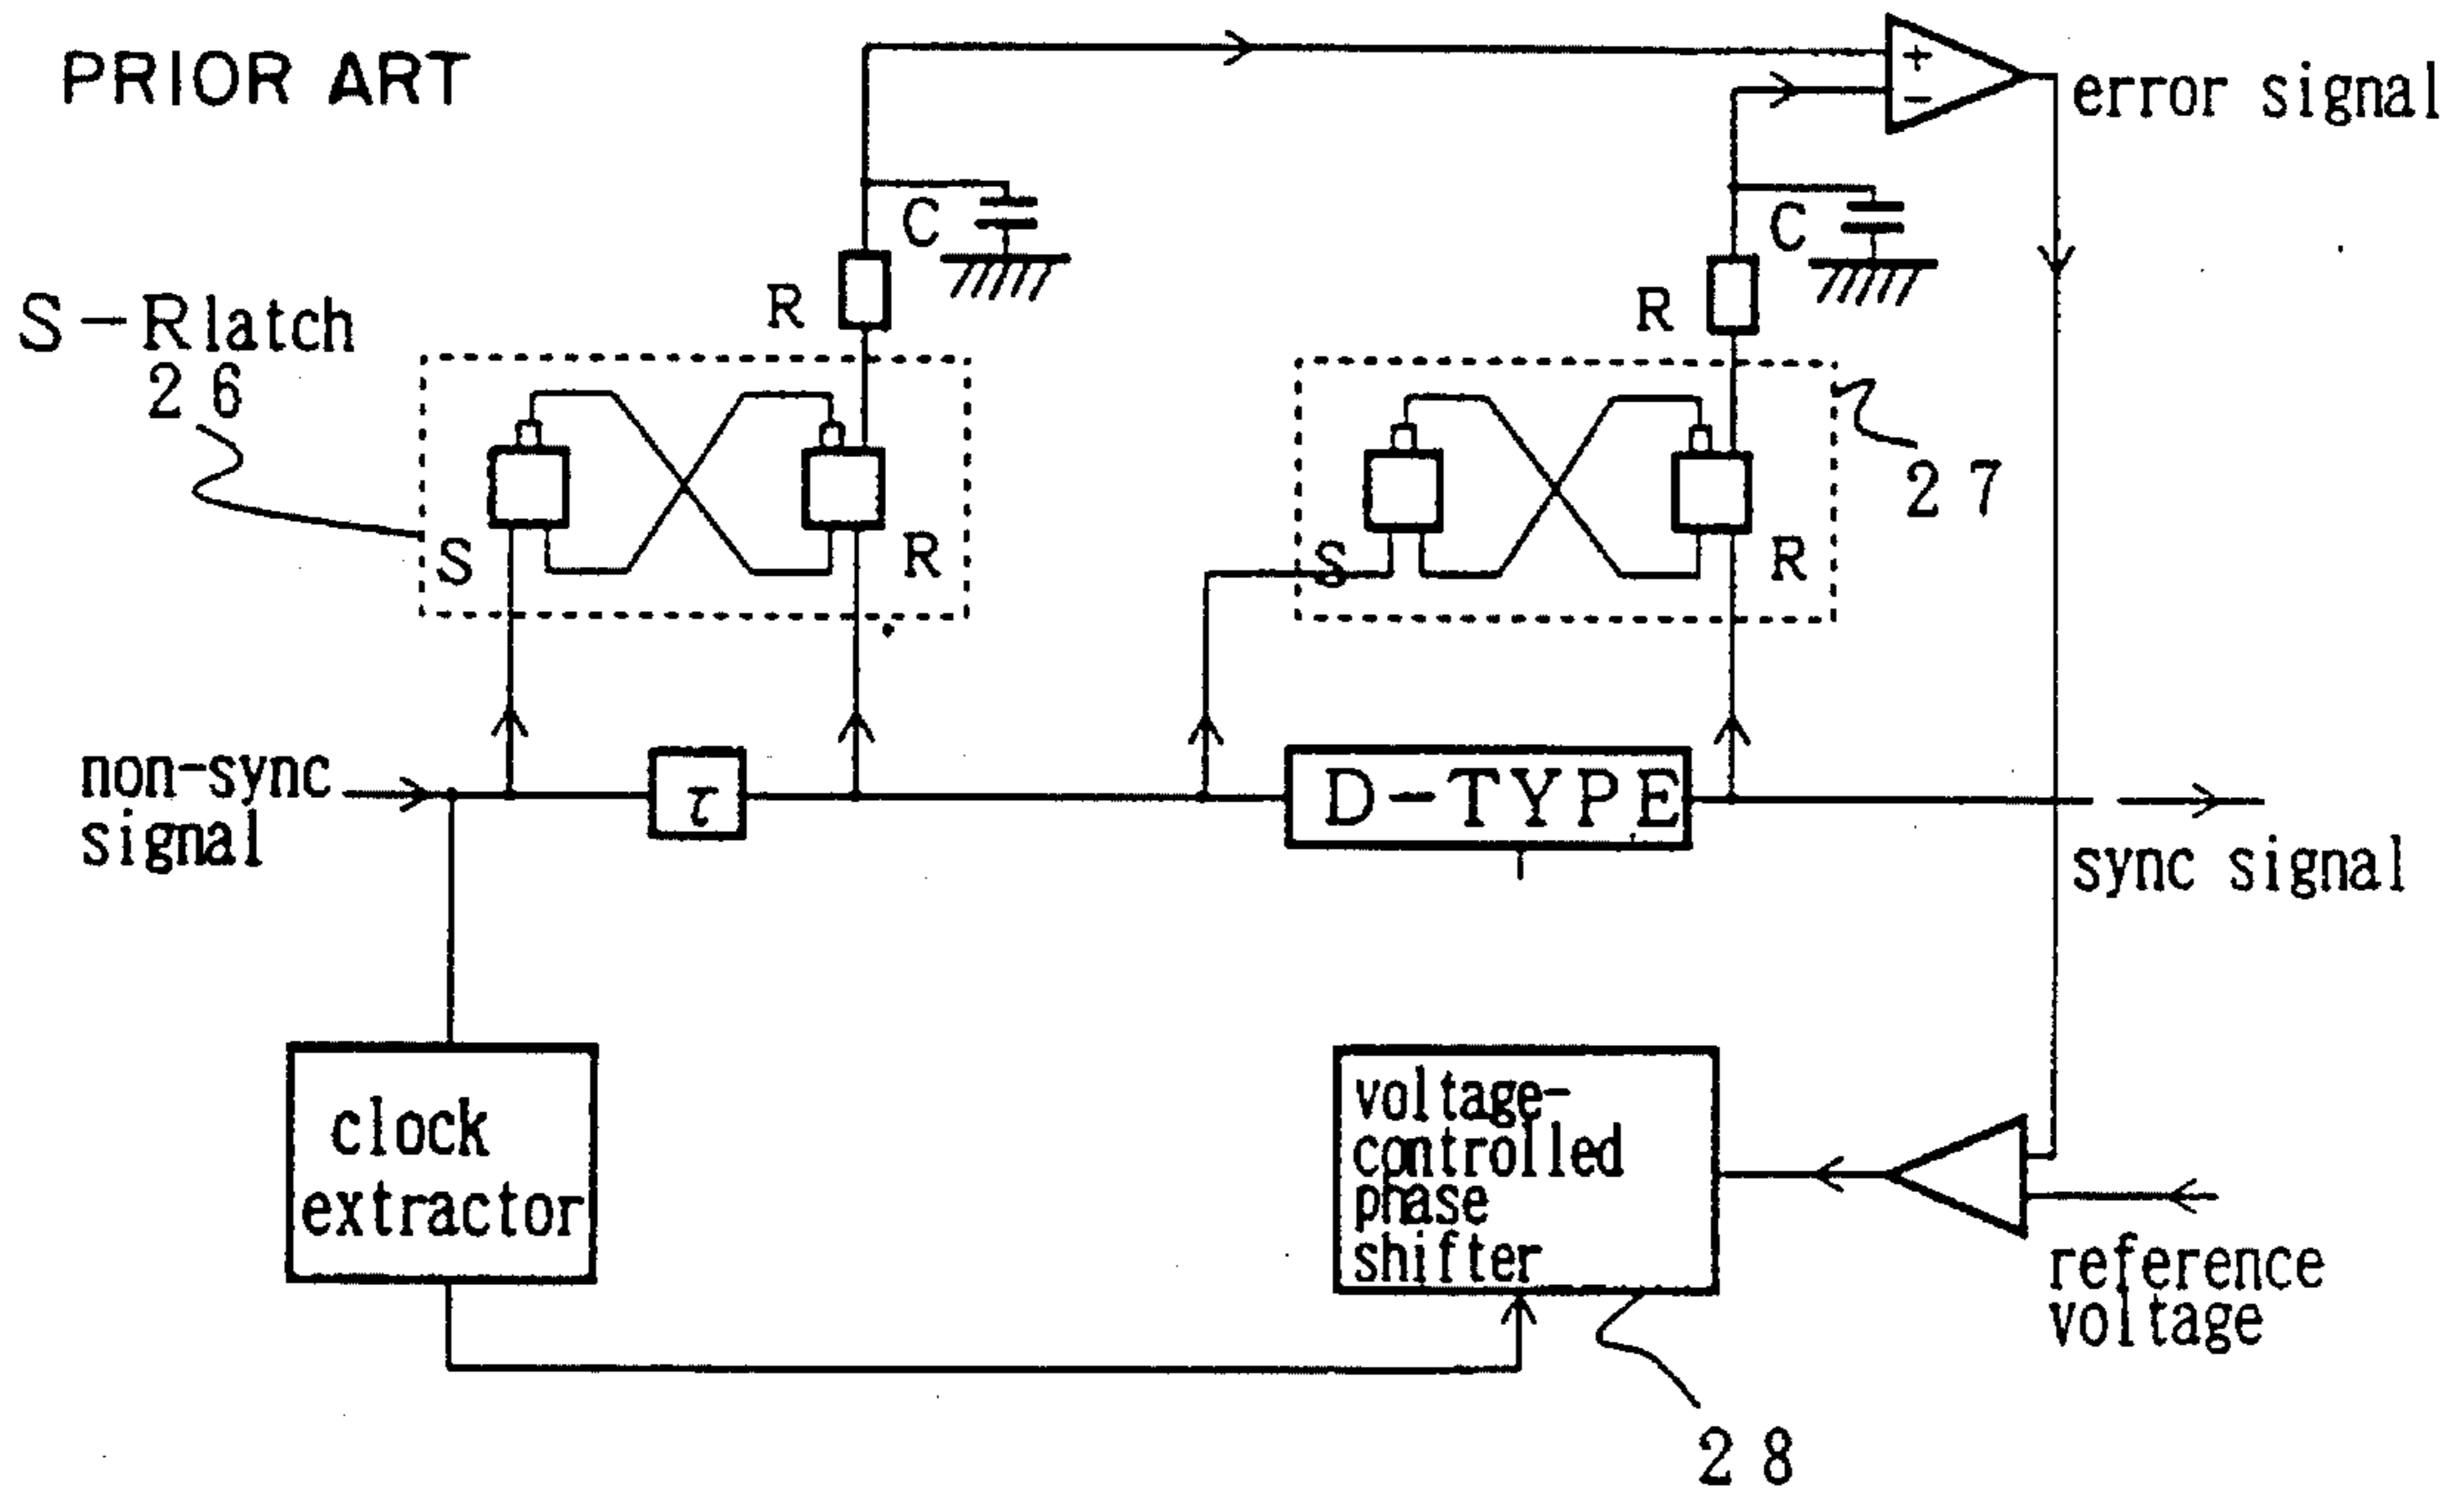 PRIOR ART
+
−
error signal
C
C
R
R
S-R latch
26
27
S
R
S
R
non-sync
signal
τ
D-TYPE
sync signal
clock
extractor
voltage-
controlled
phase
shifter
reference
voltage
28